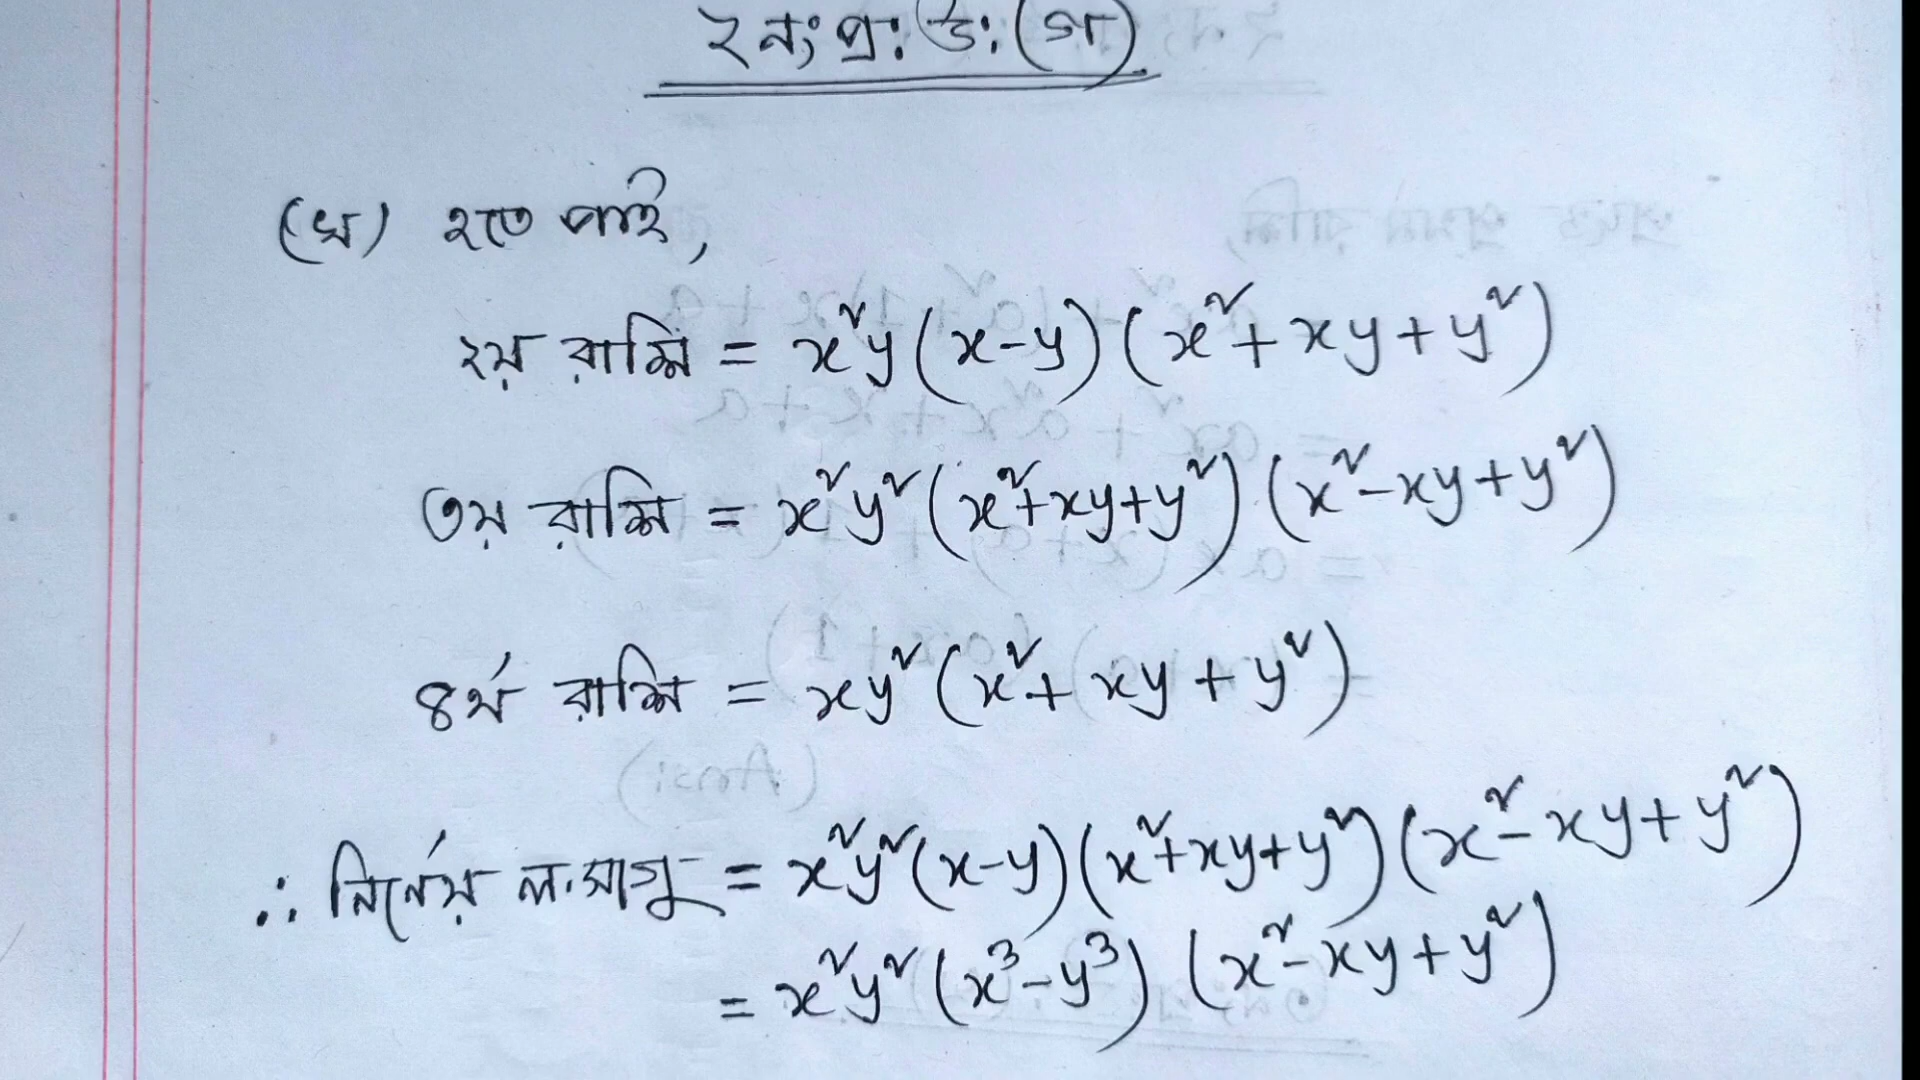 ২ নং প্র: উ: (গ)
(খ) হতে পাই,
২য় রাশি = x²y(x-y)(x²+xy+y²)
৩য় রাশি = x²y²(x²+xy+y²)(x²-xy+y²)
৪র্থ রাশি = xy²(x²+xy+y²)
∴ নির্ণেয় ল.সাগু = x²y²(x-y)(x²+xy+y²)(x²-xy+y²)
= x²y²(x³-y³)(x²-xy+y²)